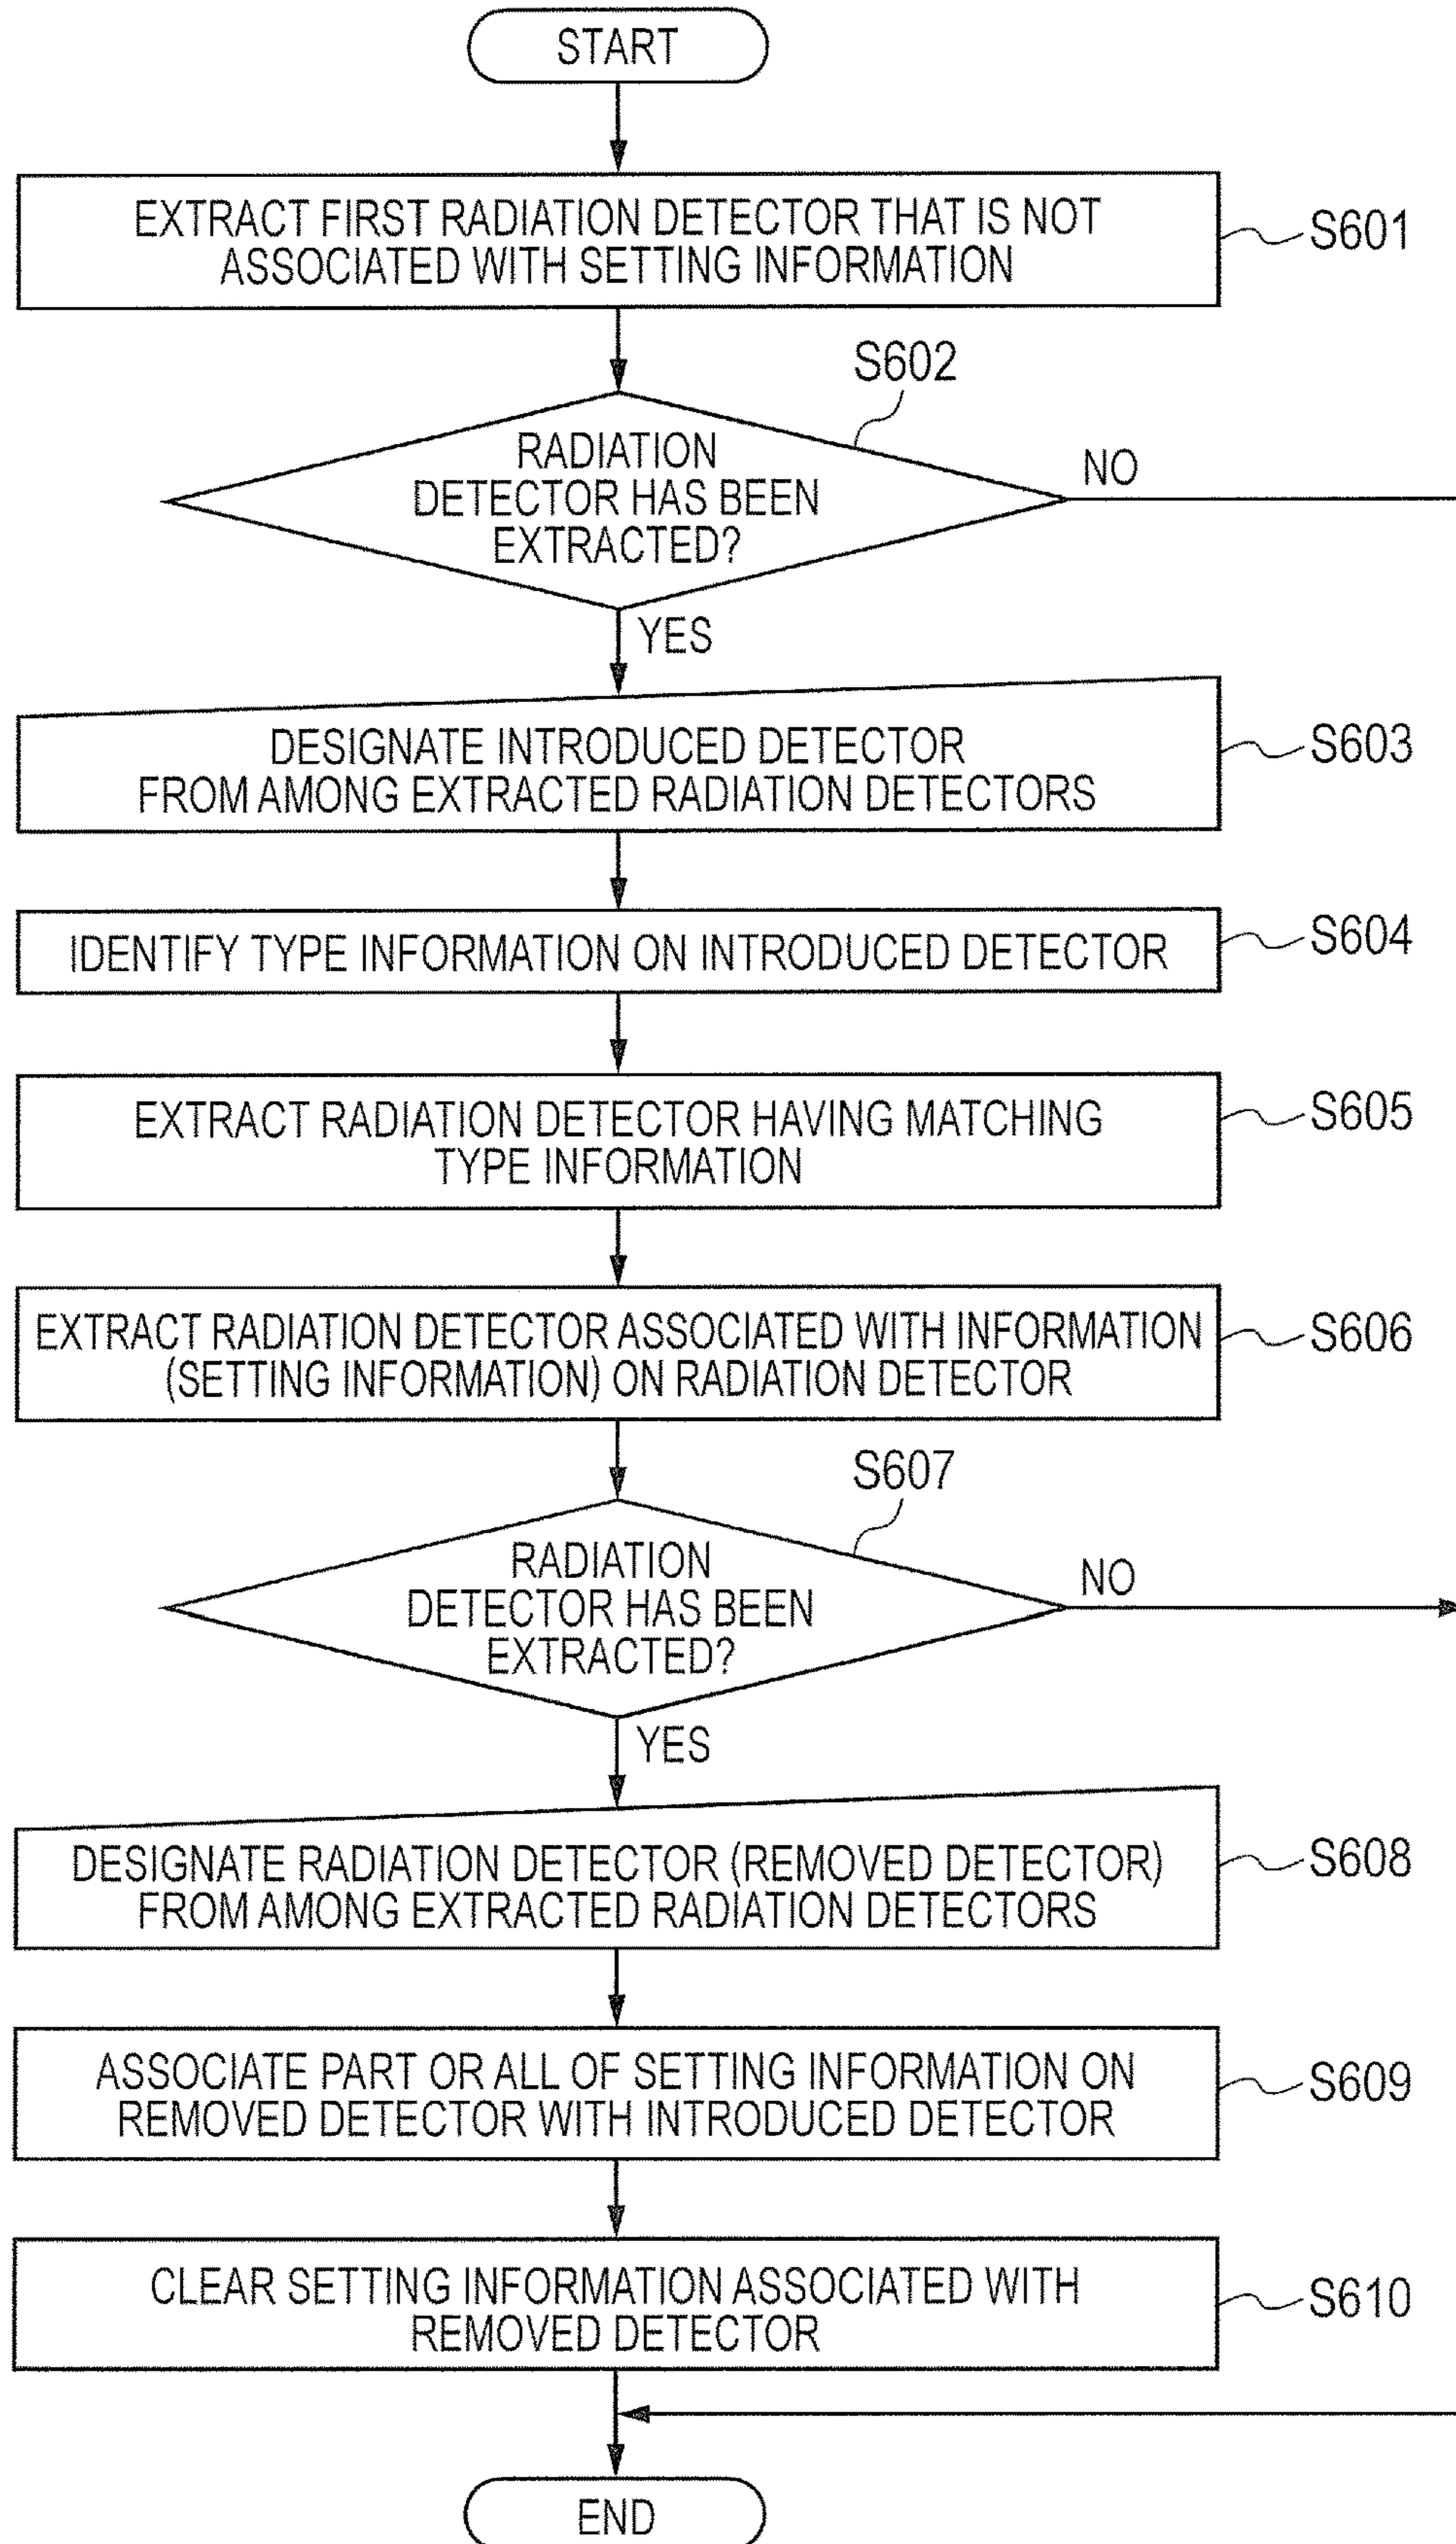 START
EXTRACT FIRST RADIATION DETECTOR THAT IS NOT
ASSOCIATED WITH SETTING INFORMATION
S601
S602
RADIATION
DETECTOR HAS BEEN
EXTRACTED?
NO
YES
DESIGNATE INTRODUCED DETECTOR
FROM AMONG EXTRACTED RADIATION DETECTORS
S603
IDENTIFY TYPE INFORMATION ON INTRODUCED DETECTOR
S604
EXTRACT RADIATION DETECTOR HAVING MATCHING
TYPE INFORMATION
S605
EXTRACT RADIATION DETECTOR ASSOCIATED WITH INFORMATION
(SETTING INFORMATION) ON RADIATION DETECTOR
S606
S607
RADIATION
DETECTOR HAS BEEN
EXTRACTED?
NO
YES
DESIGNATE RADIATION DETECTOR (REMOVED DETECTOR)
FROM AMONG EXTRACTED RADIATION DETECTORS
S608
ASSOCIATE PART OR ALL OF SETTING INFORMATION ON
REMOVED DETECTOR WITH INTRODUCED DETECTOR
S609
CLEAR SETTING INFORMATION ASSOCIATED WITH
REMOVED DETECTOR
S610
END